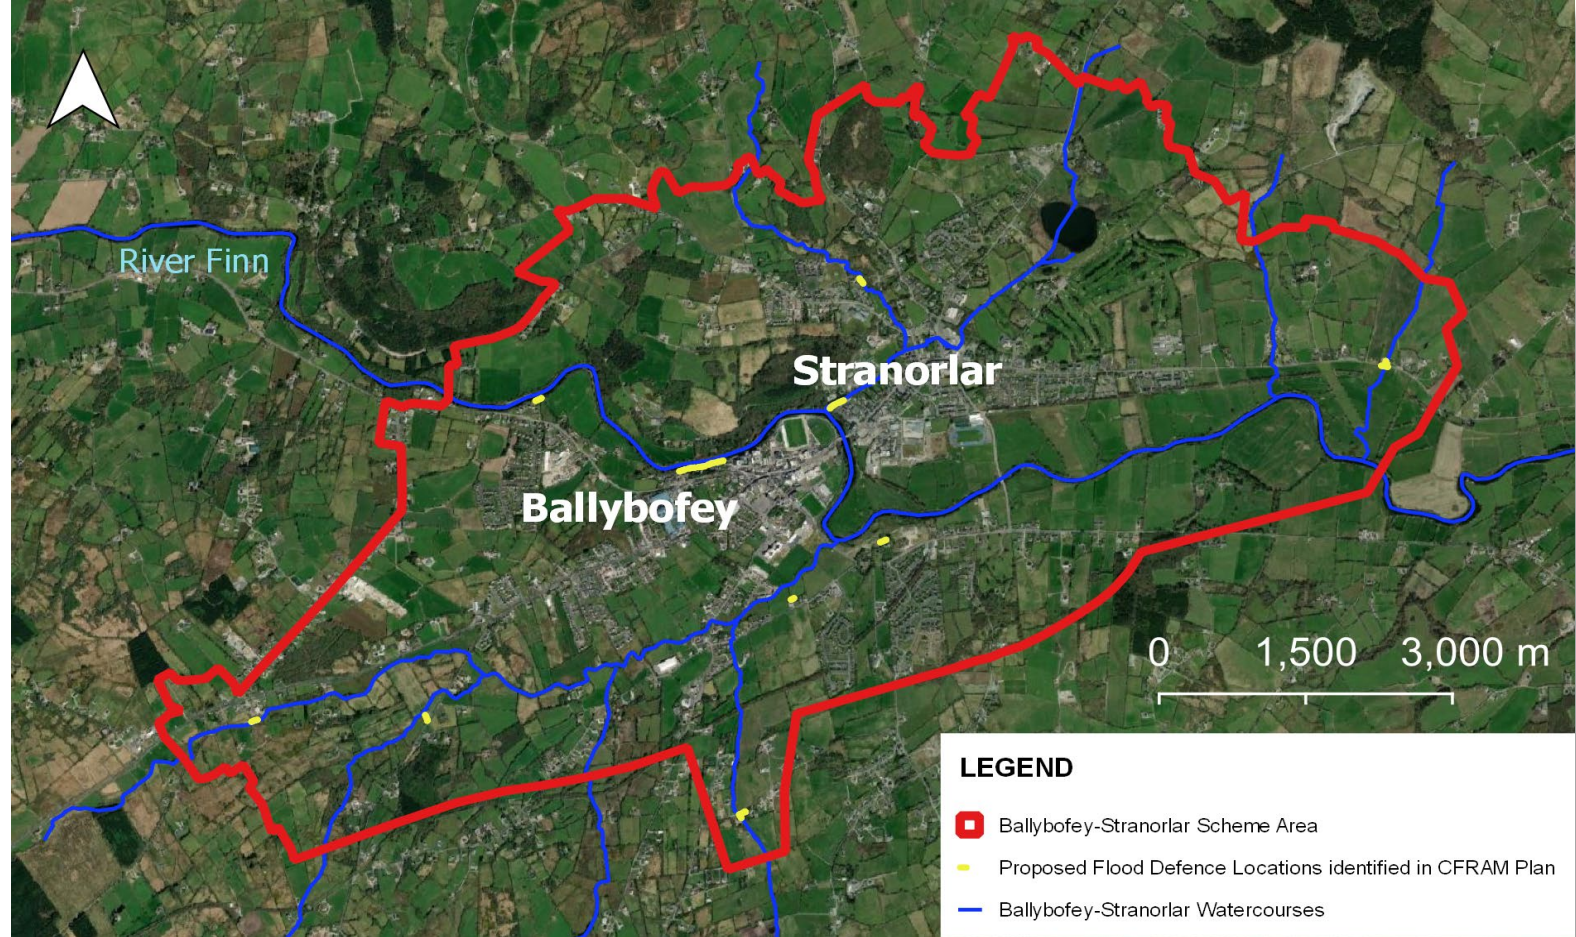 River Finn
Stranorlar
Ballybofey
0 1,500 3,000 m
LEGEND
Ballybofey-Stranorlar Scheme Area
Proposed Flood Defence Locations identified in CFRAM Plan
Ballybofey-Stranorlar Watercourses